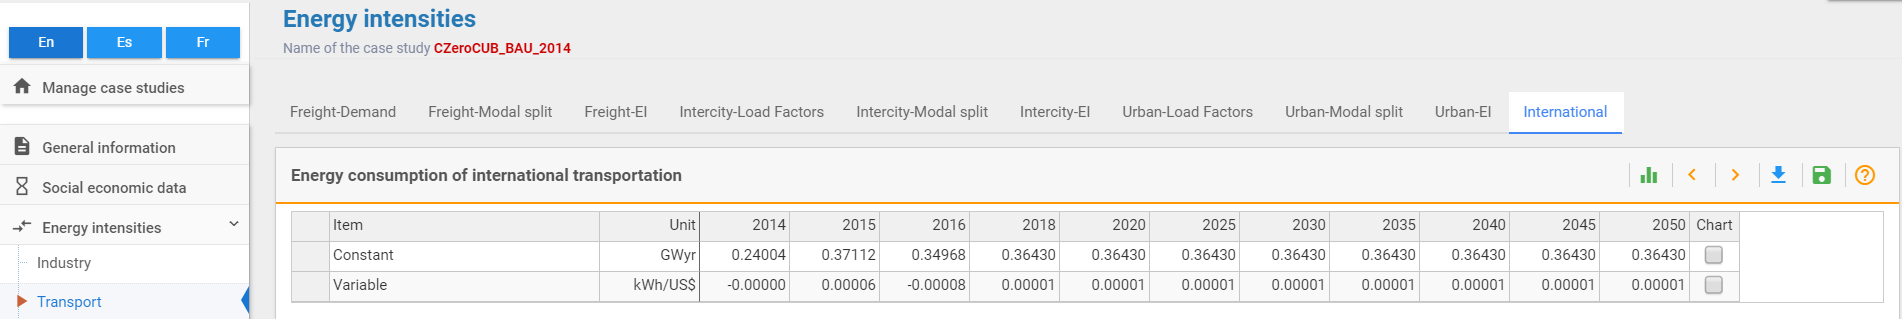 Energy intensities
Name of the case study CZeroCUB_BAU_2014
En Es Fr
Manage case studies
General information
Social economic data
Energy intensities
Industry
Transport
Freight-Demand Freight-Modal split Freight-EI Intercity-Load Factors Intercity-Modal split Intercity-EI Urban-Load Factors Urban-Modal split Urban-EI International
Energy consumption of international transportation
Item Unit 2014 2015 2016 2018 2020 2025 2030 2035 2040 2045 2050 Chart
Constant GWyr 0.24004 0.37112 0.34968 0.36430 0.36430 0.36430 0.36430 0.36430 0.36430 0.36430 0.36430
Variable kWh/US$ -0.00000 0.00006 -0.00008 0.00001 0.00001 0.00001 0.00001 0.00001 0.00001 0.00001 0.00001